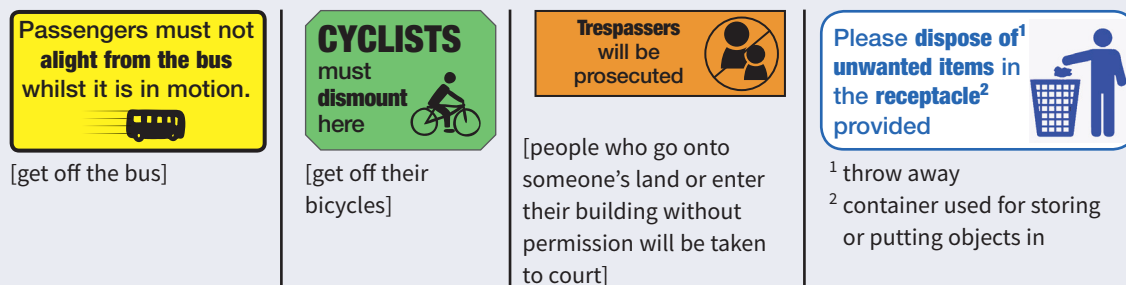 Passengers must not
alight from the bus
whilst it is in motion.
[get off the bus]
CYCLISTS
must
dismount
here
[get off their
bicycles]
Trespassers
will be
prosecuted
[people who go onto
someone’s land or enter
their building without
permission will be taken
to court]
Please dispose of¹
unwanted items in
the receptacle²
provided
¹ throw away
² container used for storing
or putting objects in